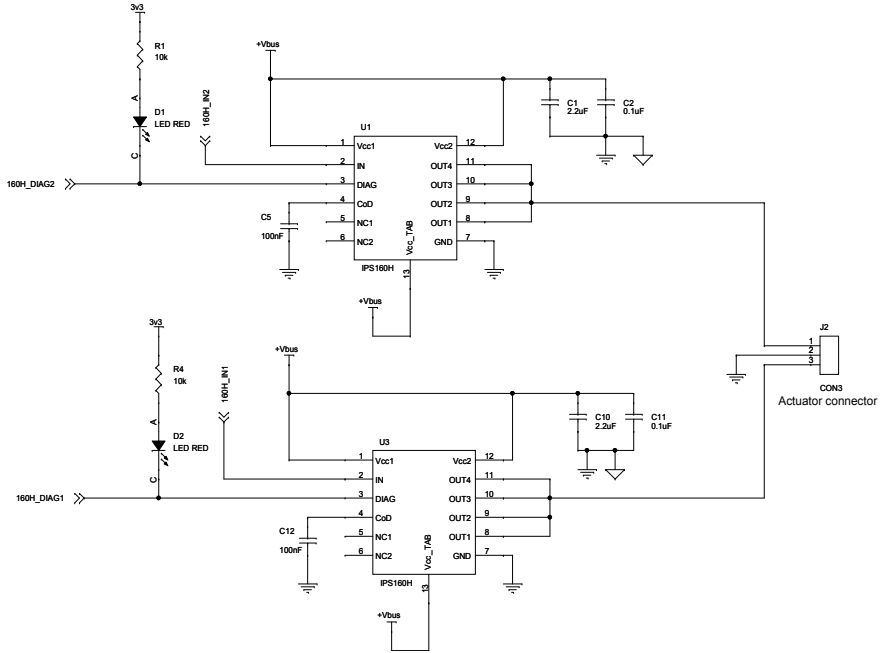 3v3
R1
10k
A
D1
LED RED
C
160H_IN2
160H_DIAG2
+Vbus
C1
2.2uF
C2
0.1uF
U1
1 Vcc1
2 IN
3 DIAG
4 CoD
5 NC1
6 NC2
Vcc2 12
OUT4 11
OUT3 10
OUT2 9
OUT1 8
GND 7
Vcc_TAB
13
IPS160H
C5
100nF
+Vbus
3v3
R4
10k
A
D2
LED RED
C
160H_IN1
160H_DIAG1
+Vbus
C10
2.2uF
C11
0.1uF
U3
1 Vcc1
2 IN
3 DIAG
4 CoD
5 NC1
6 NC2
Vcc2 12
OUT4 11
OUT3 10
OUT2 9
OUT1 8
GND 7
Vcc_TAB
13
IPS160H
C12
100nF
+Vbus
J2
1
2
3
CON3
Actuator connector